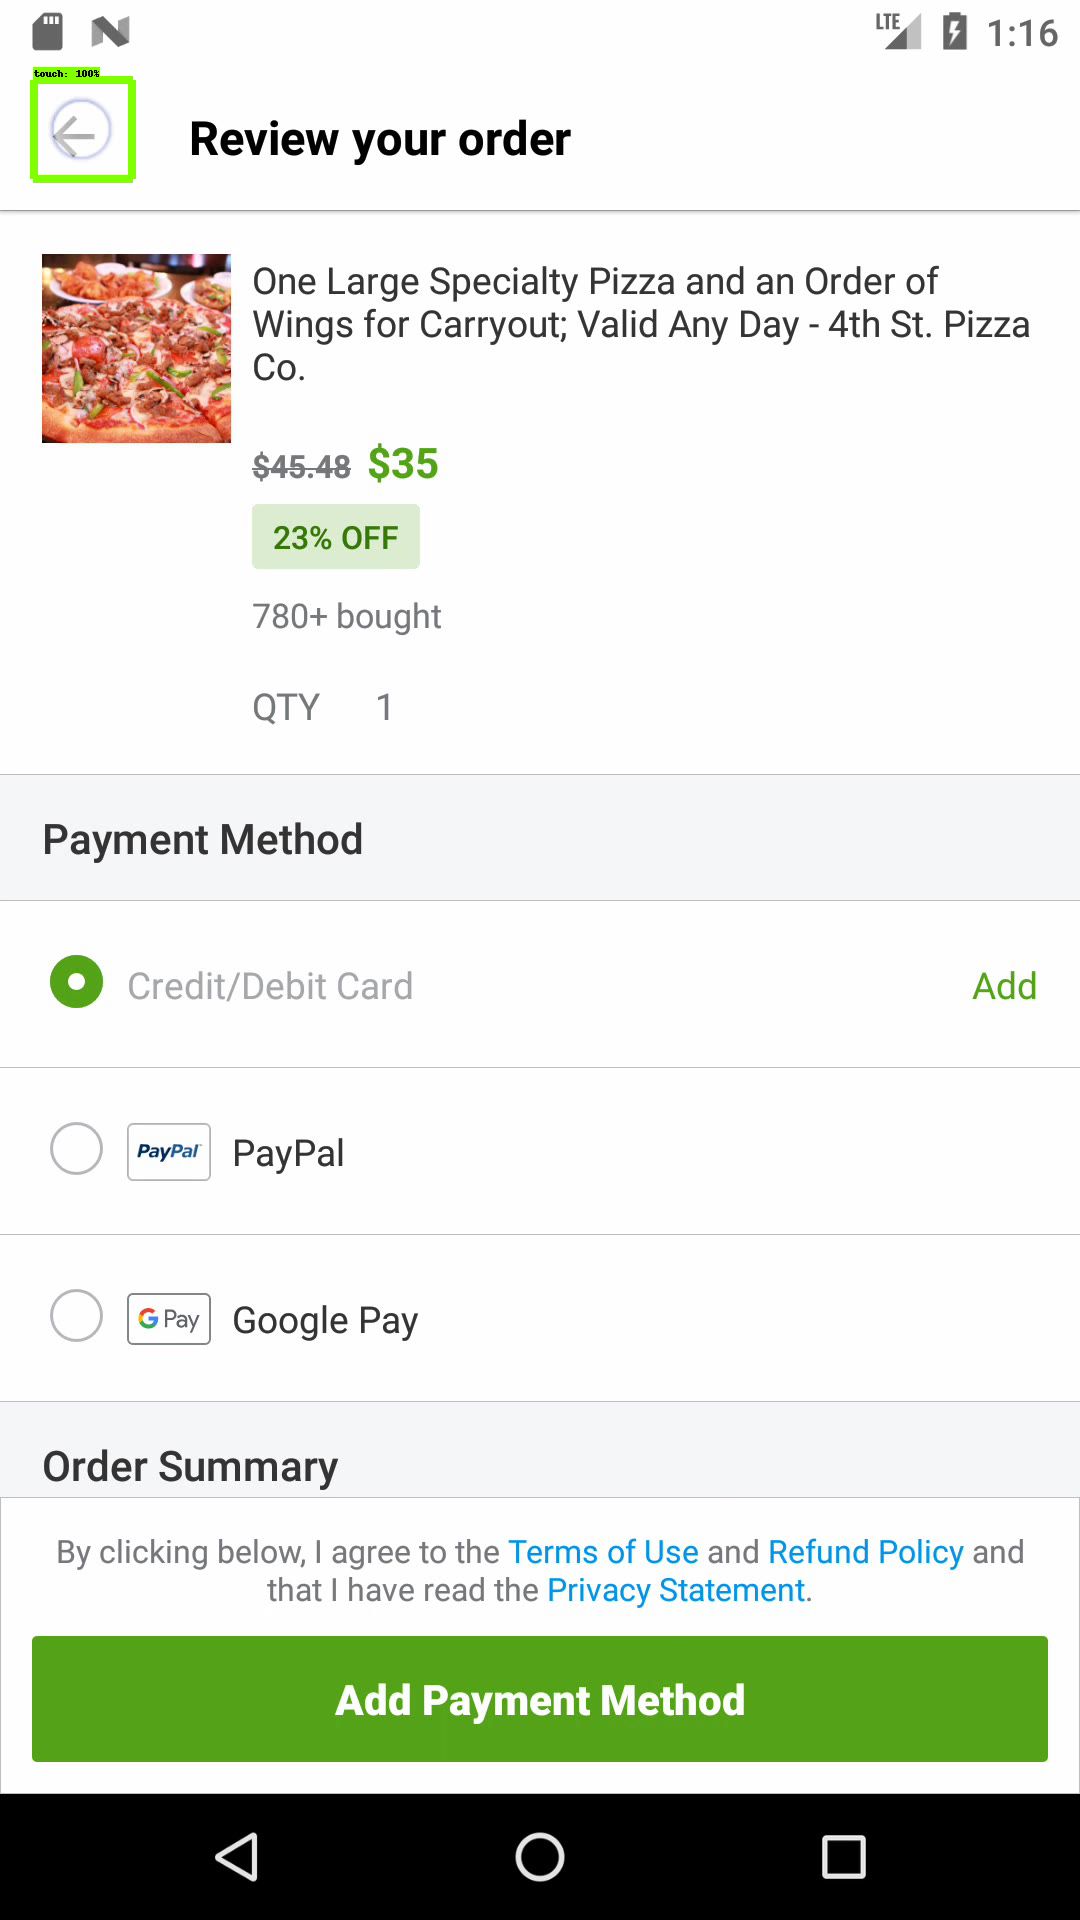 LTE 1:16
touch: 100%
Review your order
One Large Specialty Pizza and an Order of
Wings for Carryout; Valid Any Day - 4th St. Pizza
Co.
$45.48 $35
23% OFF
780+ bought
QTY 1
Payment Method
Credit/Debit Card Add
PayPal PayPal
G Pay Google Pay
Order Summary
By clicking below, I agree to the Terms of Use and Refund Policy and
that I have read the Privacy Statement.
Add Payment Method